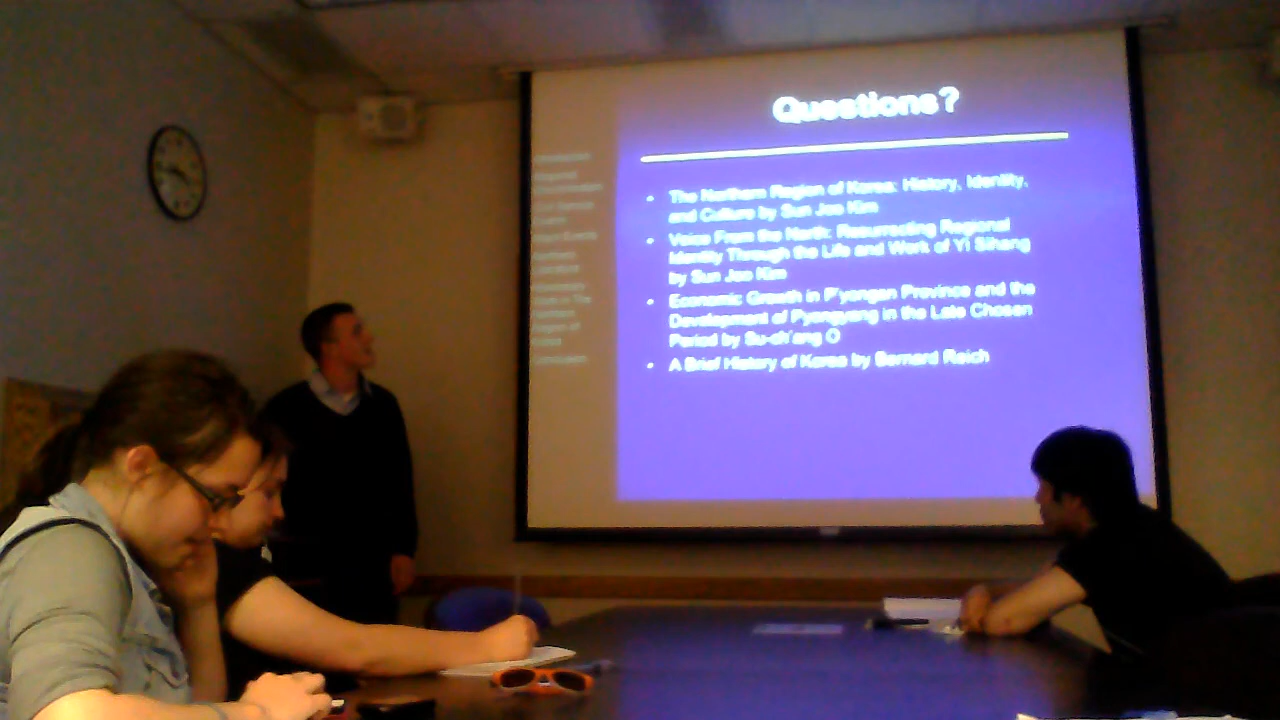 Questions?
• The Northern Region of Korea: History, Identity,
and Culture by Sun Joo Kim
• Voice From the North: Resurrecting Regional
Identity Through the Life and Work of Yi Sihang
by Sun Joo Kim
• Economic Growth in P'yongan Province and the
Development of Pyongyang in the Late Choson
Period by Su-ch'ang O
• A Brief History of Korea by Bernard Reich